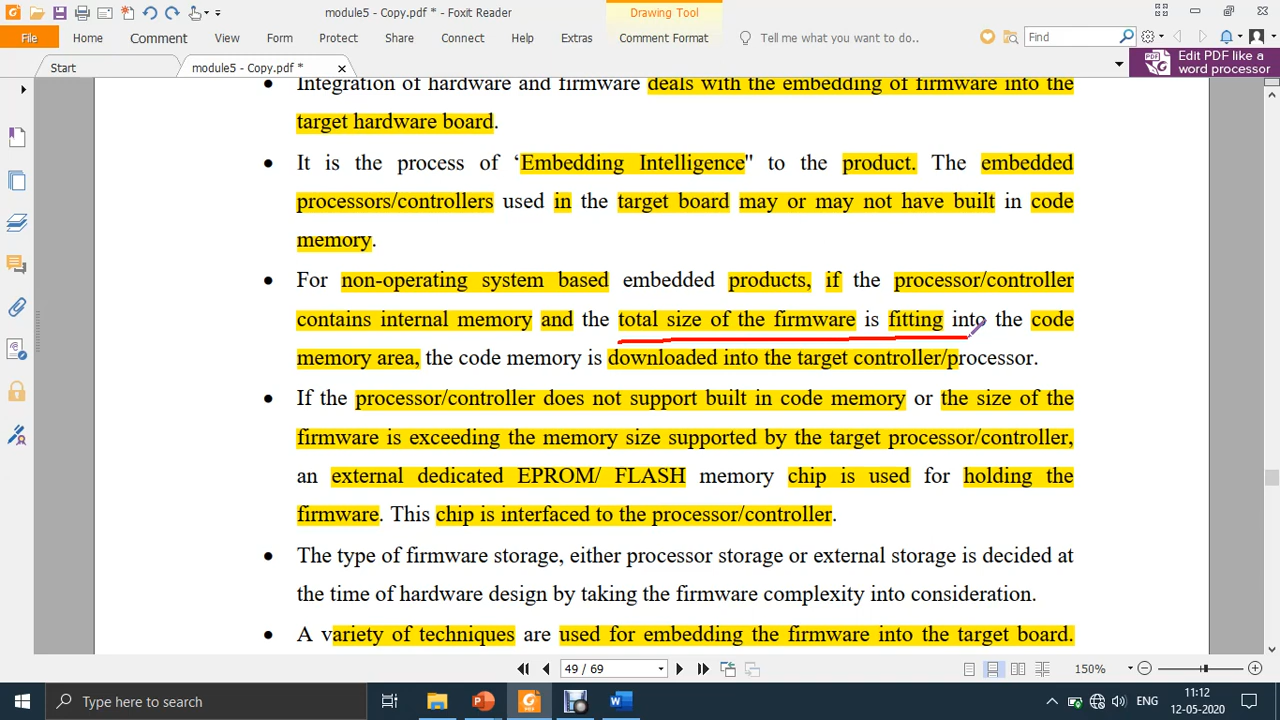 module5 - Copy.pdf * - Foxit Reader
Drawing Tool
File Home Comment View Form Protect Share Connect Help Extras Comment Format Tell me what you want to do.. Find
Start module5 - Copy.pdf *
Edit PDF like a
word processor
• Integration of hardware and firmware deals with the embedding of firmware into the
target hardware board.
• It is the process of ‘Embedding Intelligence" to the product. The embedded
processors/controllers used in the target board may or may not have built in code
memory.
• For non-operating system based embedded products, if the processor/controller
contains internal memory and the total size of the firmware is fitting into the code
memory area, the code memory is downloaded into the target controller/processor.
• If the processor/controller does not support built in code memory or the size of the
firmware is exceeding the memory size supported by the target processor/controller,
an external dedicated EPROM/ FLASH memory chip is used for holding the
firmware. This chip is interfaced to the processor/controller.
• The type of firmware storage, either processor storage or external storage is decided at
the time of hardware design by taking the firmware complexity into consideration.
• A variety of techniques are used for embedding the firmware into the target board.
49 / 69 150%
Type here to search ENG 11:12
12-05-2020